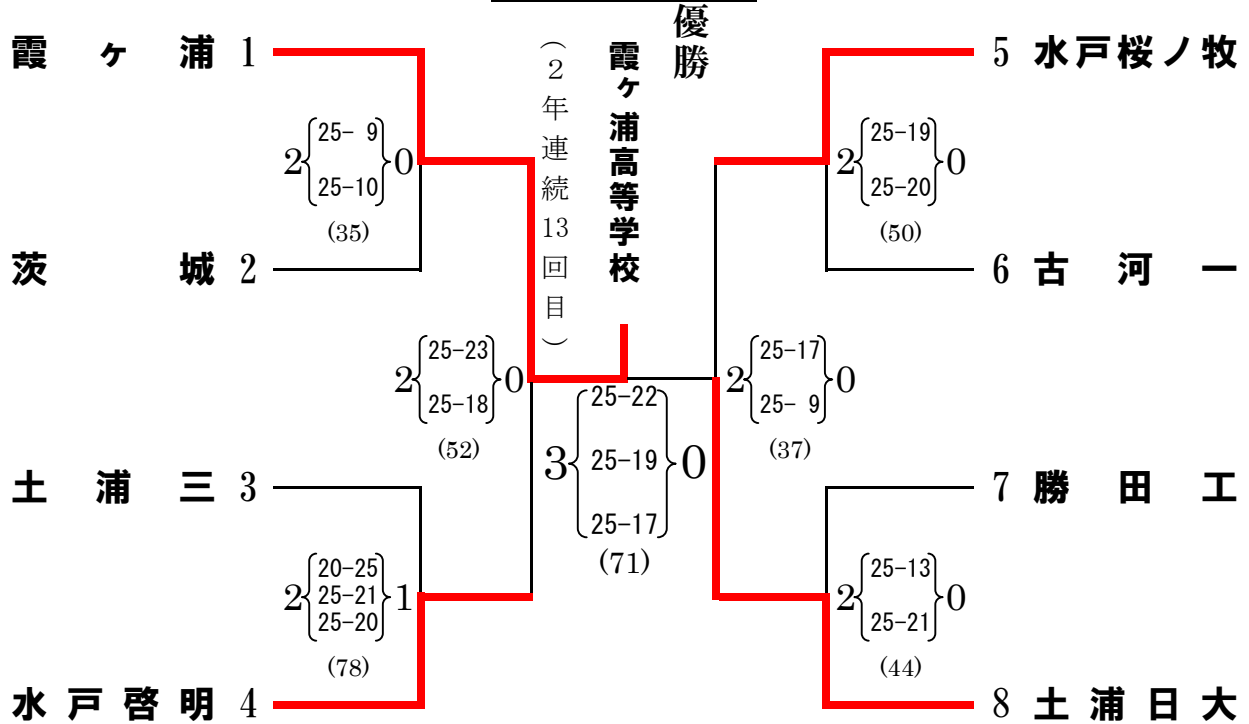 優勝
霞ヶ浦高等学校
（2年連続13回目）
霞ヶ浦 1
2 25- 9 0
25-10
(35)
茨城 2
2 25-23 0
25-18
(52)
土浦三 3
20-25
2 25-21 1
25-20
(78)
水戸啓明 4
25-22
3 25-19 0
25-17
(71)
5 水戸桜ノ牧
2 25-19 0
25-20
(50)
6 古河一
2 25-17 0
25- 9
(37)
7 勝田工
2 25-13 0
25-21
(44)
8 土浦日大